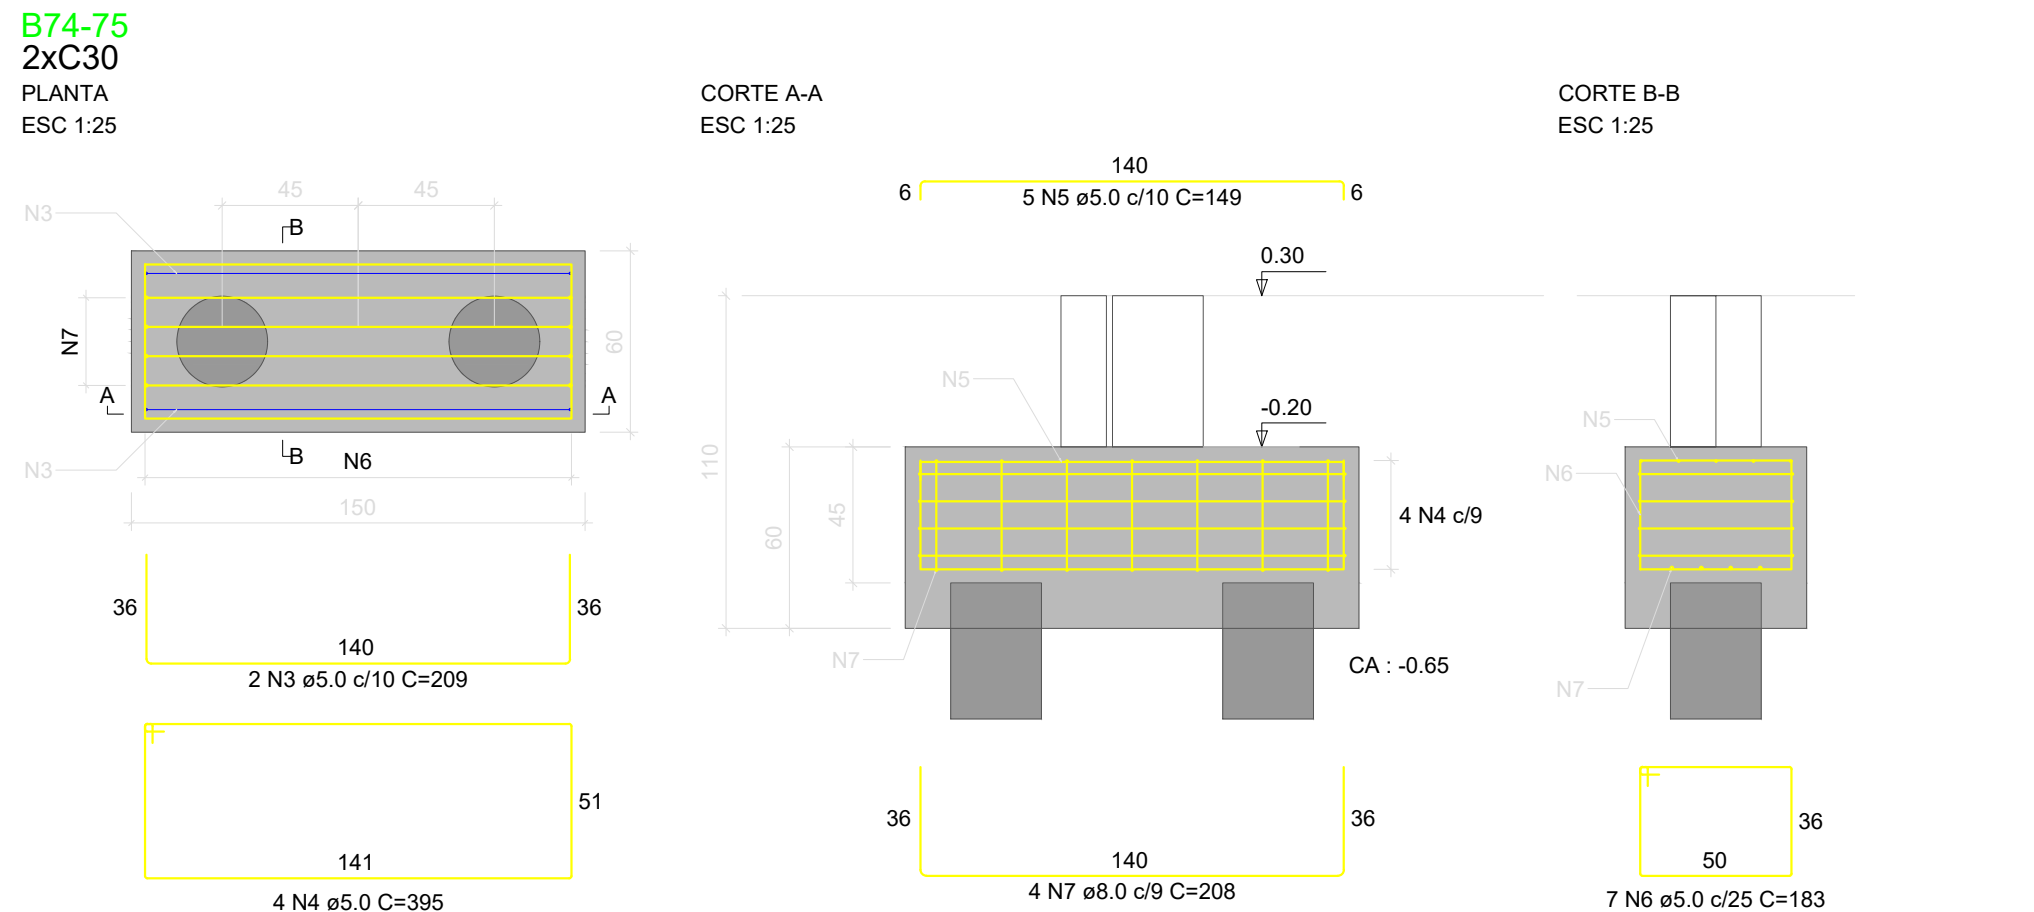 B74-75
2xC30
PLANTA
ESC 1:25
45
45
N3
B
N7
60
A
A
B
N3
N6
150
36
36
140
2 N3 ø5.0 c/10 C=209
51
141
4 N4 ø5.0 C=395
CORTE A-A
ESC 1:25
140
6
6
5 N5 ø5.0 c/10 C=149
0.30
N5
-0.20
110
60
45
4 N4 c/9
N7
CA : -0.65
36
36
140
4 N7 ø8.0 c/9 C=208
CORTE B-B
ESC 1:25
N5
N6
N7
36
50
7 N6 ø5.0 c/25 C=183